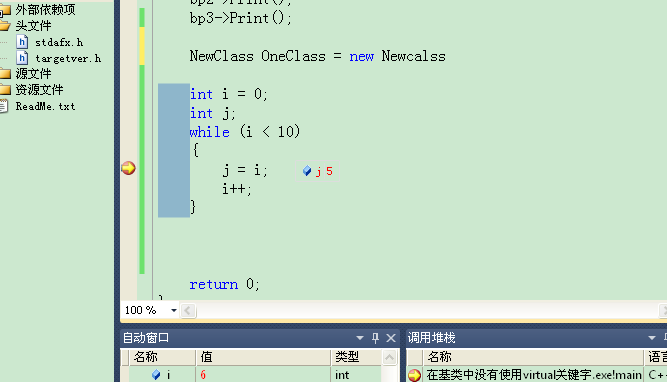 外部依赖项
头文件
stdafx.h
targetver.h
源文件
资源文件
ReadMe.txt
bp2->Print();
bp3->Print();
NewClass OneClass = new Newcalss
int i = 0;
int j;
while (i < 10)
{
j = i; j 5
i++;
}
return 0;
100 %
自动窗口
名称 值 类型
i 6 int
调用堆栈
名称 语言
在基类中没有使用virtual关键字.exe!main C+